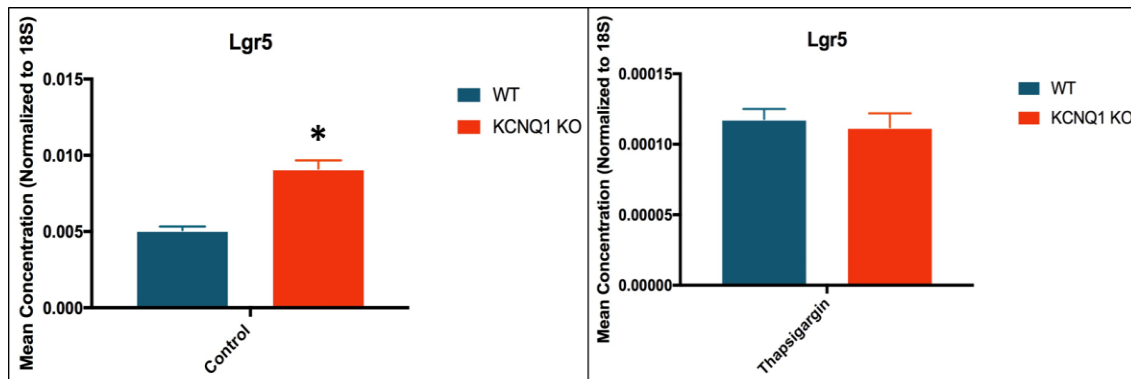 Lgr5
Mean Concentration (Normalized to 18S)
0.015
0.010
0.005
0.000
*
Control
WT
KCNQ1 KO
Lgr5
Mean Concentration (Normalized to 18S)
0.00015
0.00010
0.00005
0.00000
Thapsigargin
WT
KCNQ1 KO